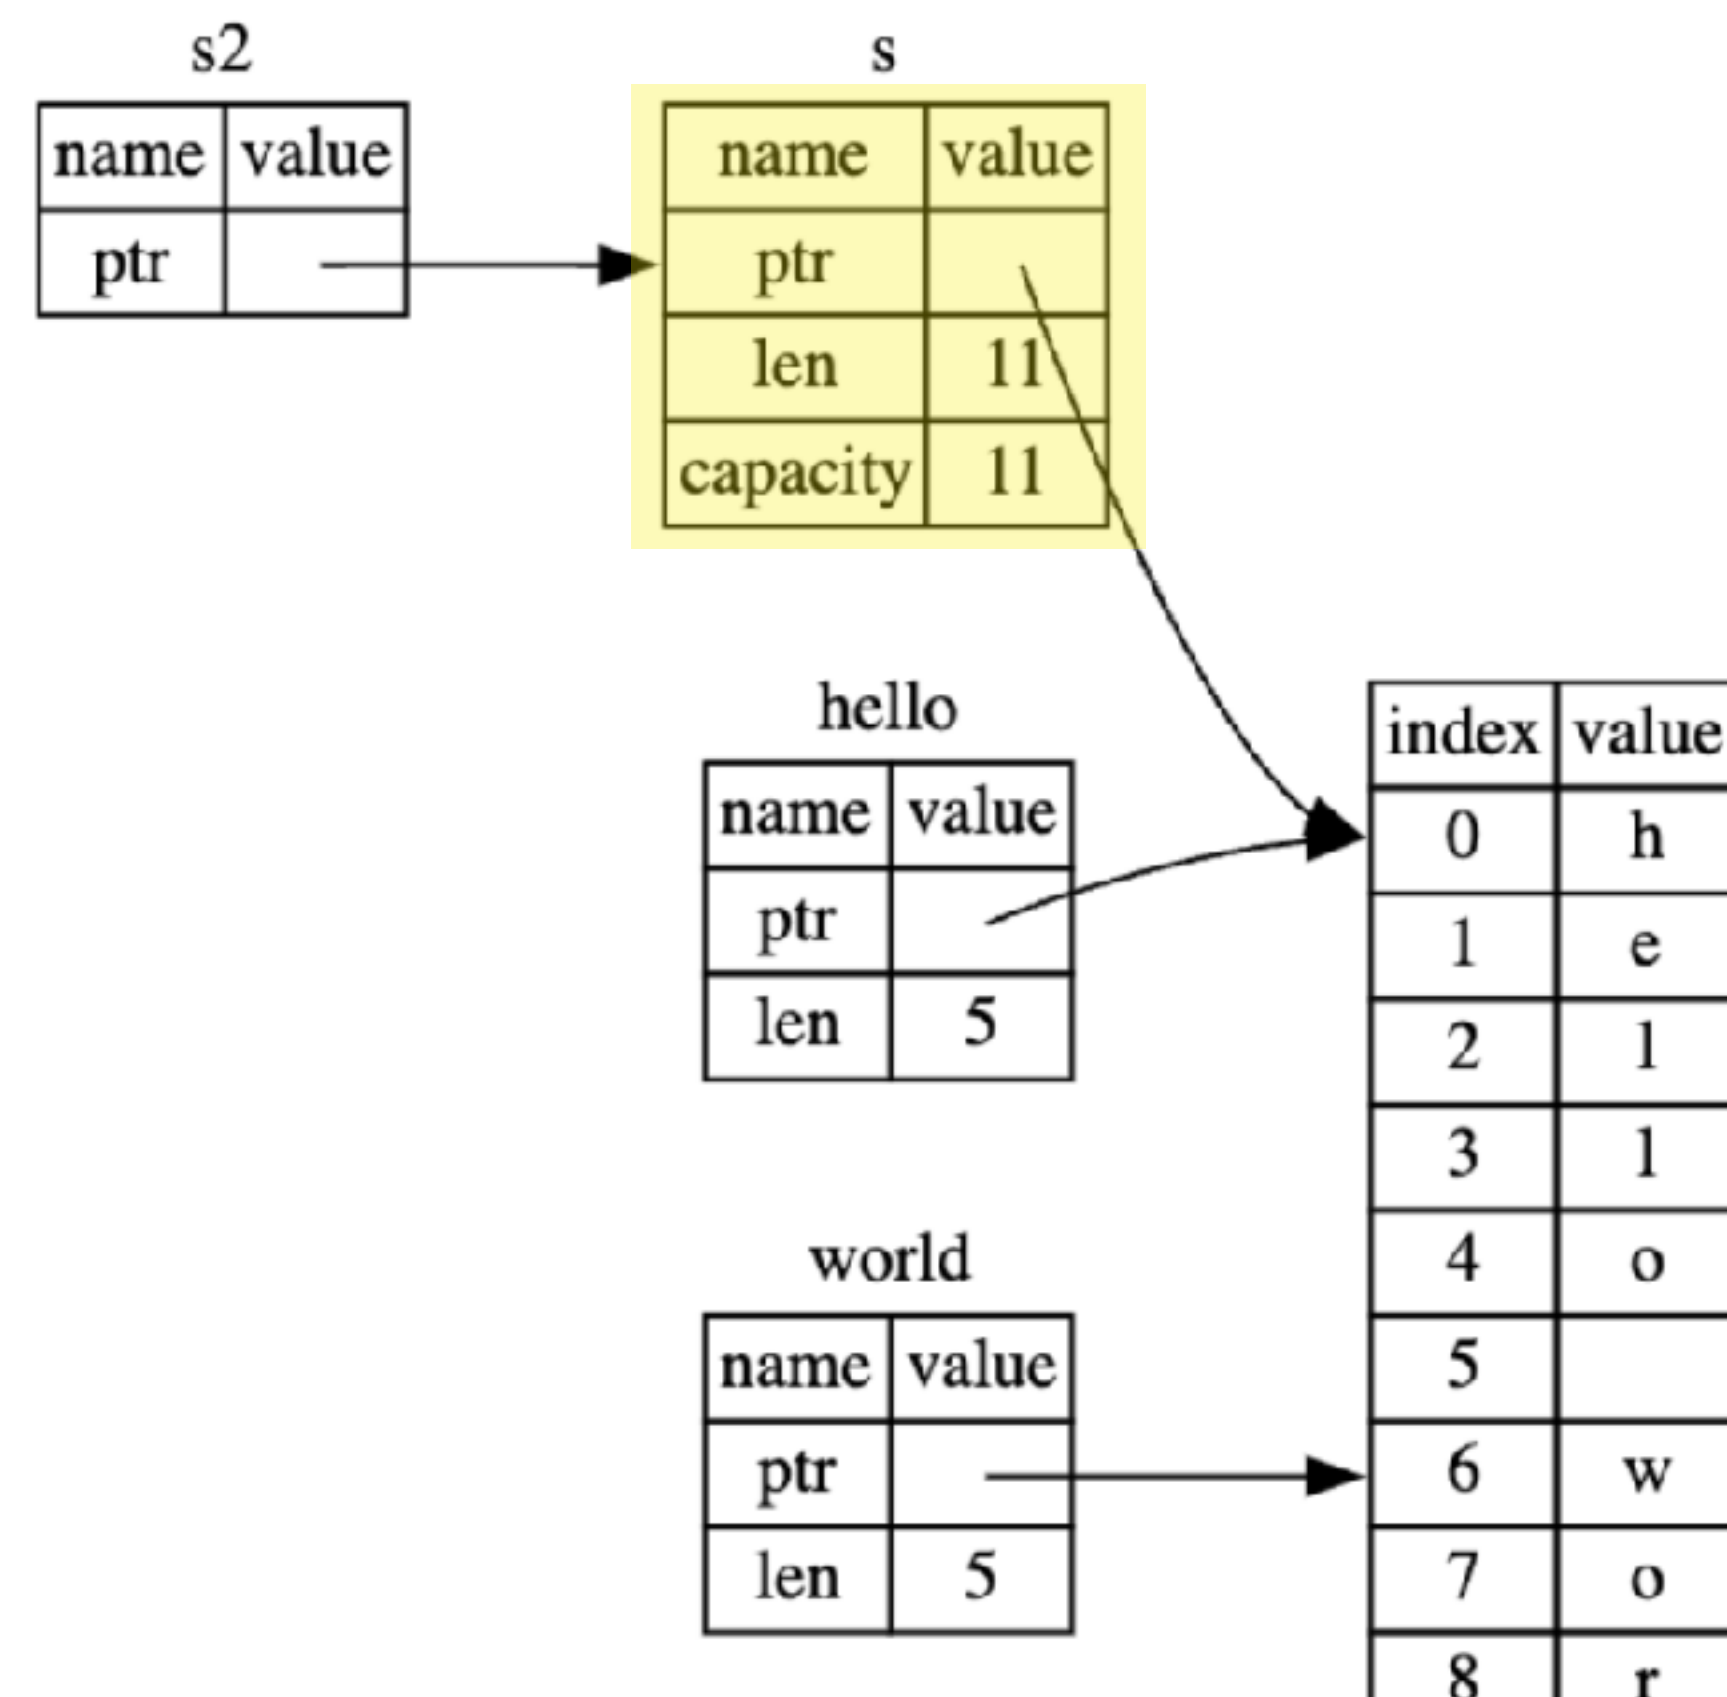 s2
name value
ptr
s
name value
ptr
len 11
capacity 11
hello
name value
ptr
len 5
world
name value
ptr
len 5
index value
0 h
1 e
2 l
3 l
4 o
5
6 w
7 o
8 r